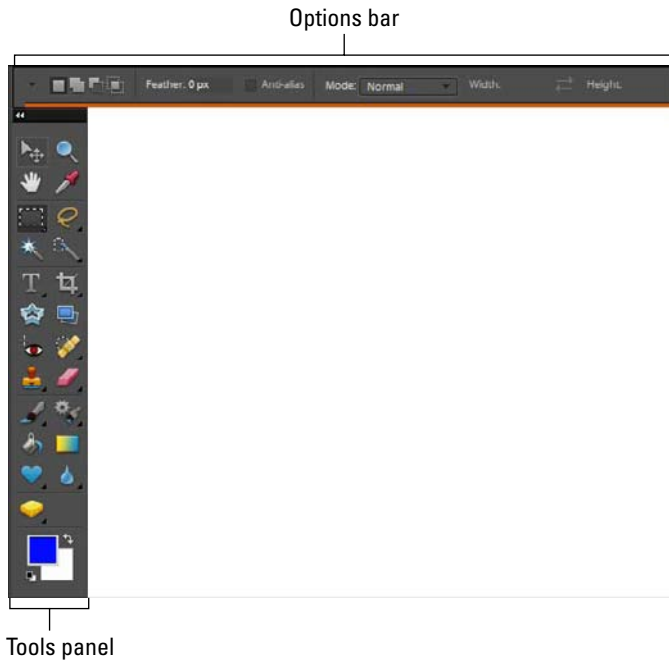 Options bar
Feather: 0 px Anti-alias Mode: Normal Width: Height:
T
Tools panel